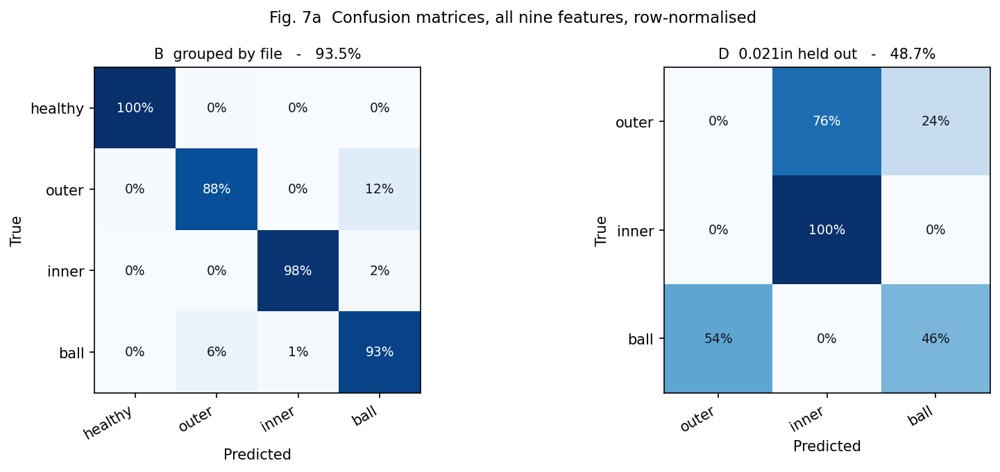 Fig. 7a  Confusion matrices, all nine features, row-normalised
B  grouped by file  -  93.5%
True
healthy 100% 0% 0% 0%
outer 0% 88% 0% 12%
inner 0% 0% 98% 2%
ball 0% 6% 1% 93%
healthy outer inner ball
Predicted
D  0.021in held out  -  48.7%
True
outer 0% 76% 24%
inner 0% 100% 0%
ball 54% 0% 46%
outer inner ball
Predicted